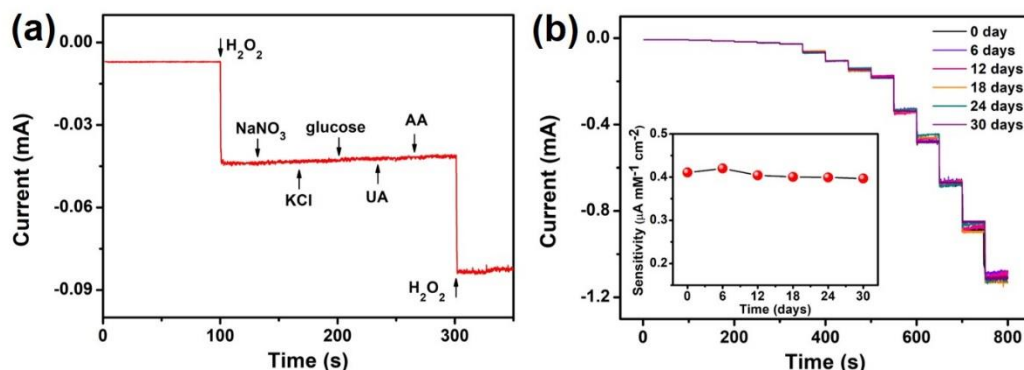 (a)
0.00
-0.03
-0.06
-0.09
Current (mA)
H₂O₂
NaNO₃
KCl
glucose
UA
AA
H₂O₂
0
100
200
300
Time (s)
(b)
0.0
-0.4
-0.8
-1.2
Current (mA)
0 day
6 days
12 days
18 days
24 days
30 days
0.5
0.4
0.3
0.2
Sensitivity (μA mM⁻¹ cm⁻²)
0 6 12 18 24 30
Time (days)
0
200
400
600
800
Time (s)